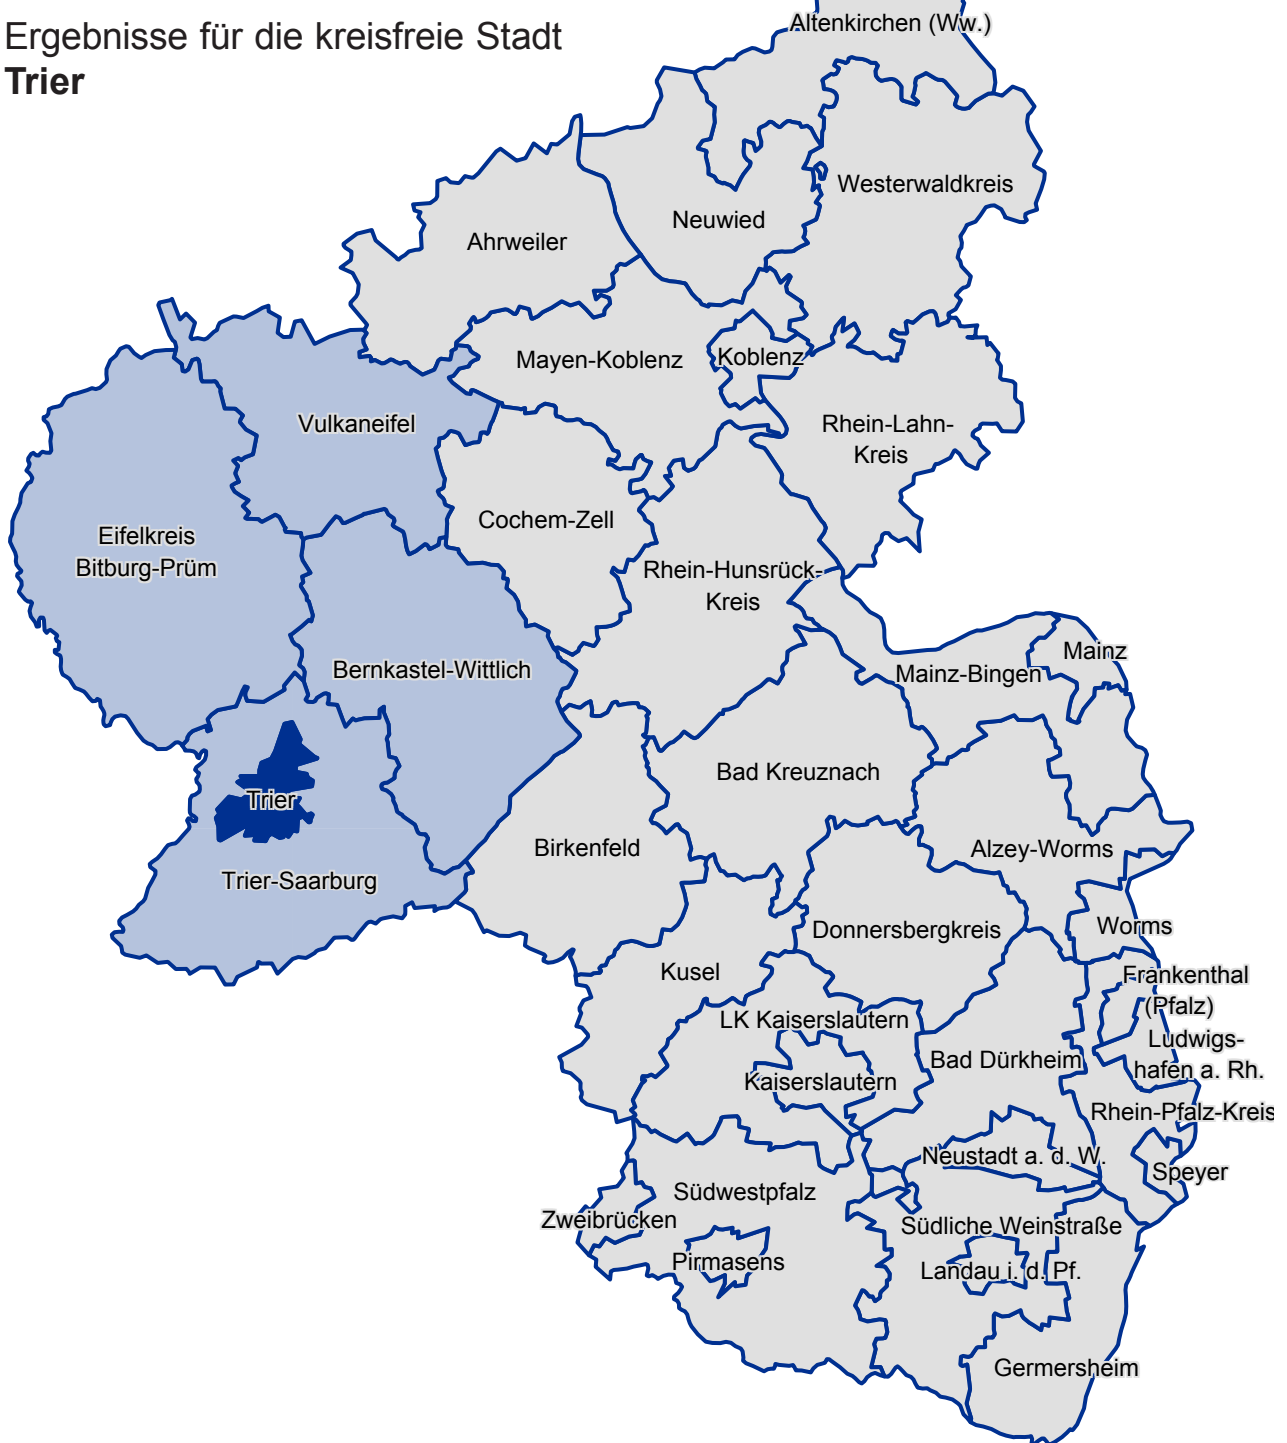 Ergebnisse für die kreisfreie Stadt
Trier
Altenkirchen (Ww.)
Westerwaldkreis
Neuwied
Ahrweiler
Mayen-Koblenz
Koblenz
Vulkaneifel
Rhein-Lahn-
Kreis
Cochem-Zell
Eifelkreis
Bitburg-Prüm
Rhein-Hunsrück-
Kreis
Mainz
Bernkastel-Wittlich
Mainz-Bingen
Bad Kreuznach
Trier
Birkenfeld
Alzey-Worms
Trier-Saarburg
Worms
Donnersbergkreis
Kusel
Frankenthal
(Pfalz)
LK Kaiserslautern
Ludwigs-
hafen a. Rh.
Bad Dürkheim
Kaiserslautern
Rhein-Pfalz-Kreis
Neustadt a. d. W.
Speyer
Südwestpfalz
Zweibrücken
Südliche Weinstraße
Pirmasens
Landau i. d. Pf.
Germersheim